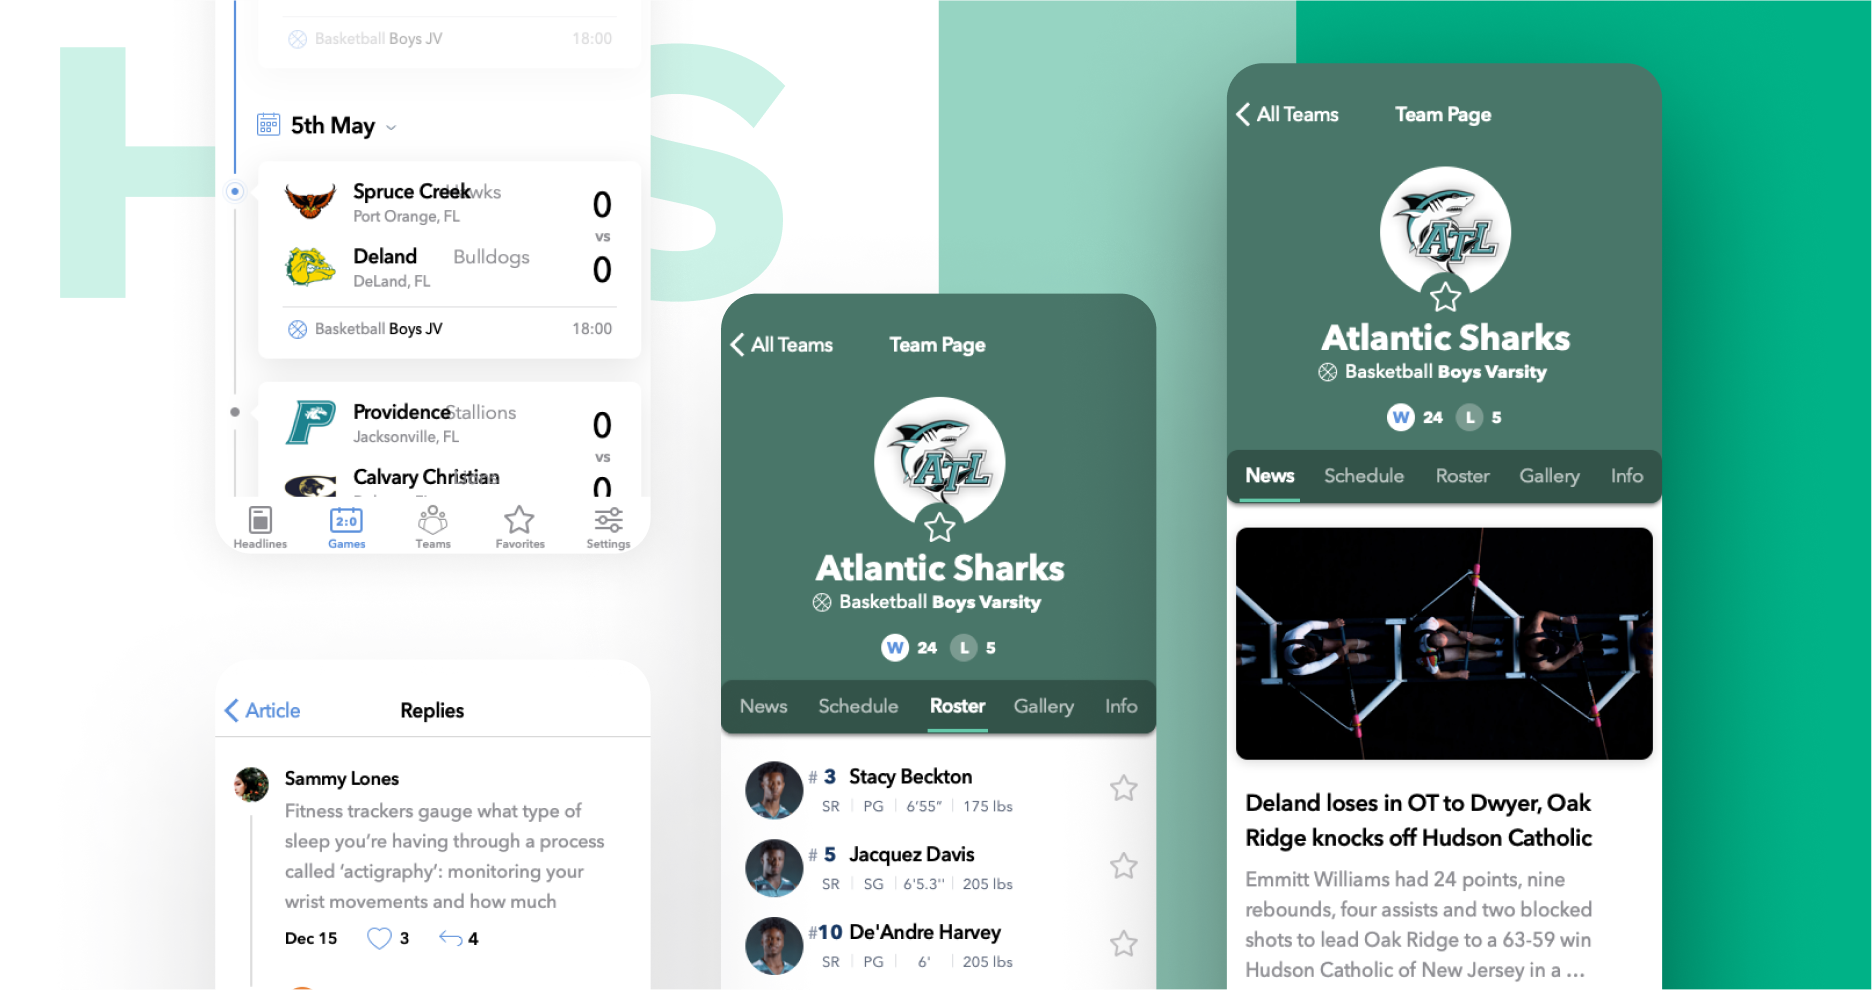 H S
Basketball Boys JV 18:00
5th May
Spruce Creek Hawks 0
Port Orange, FL
vs
Deland Bulldogs 0
DeLand, FL
Basketball Boys JV 18:00
Providence Stallions 0
Jacksonville, FL
vs
Calvary Christian 0
2:0
Headlines Games Teams Favorites Settings
Article Replies
Sammy Lones
Fitness trackers gauge what type of
sleep you’re having through a process
called ‘actigraphy’: monitoring your
wrist movements and how much
Dec 15 3 4
All Teams Team Page
ATL
Atlantic Sharks
Basketball Boys Varsity
W 24 L 5
News Schedule Roster Gallery Info
# 3 Stacy Beckton
SR PG 6’55” 175 lbs
# 5 Jacquez Davis
SR SG 6'5.3'' 205 lbs
#10 De'Andre Harvey
SR PG 6' 205 lbs
All Teams Team Page
ATL
Atlantic Sharks
Basketball Boys Varsity
W 24 L 5
News Schedule Roster Gallery Info
Deland loses in OT to Dwyer, Oak
Ridge knocks off Hudson Catholic
Emmitt Williams had 24 points, nine
rebounds, four assists and two blocked
shots to lead Oak Ridge to a 63-59 win
Hudson Catholic of New Jersey in a ...